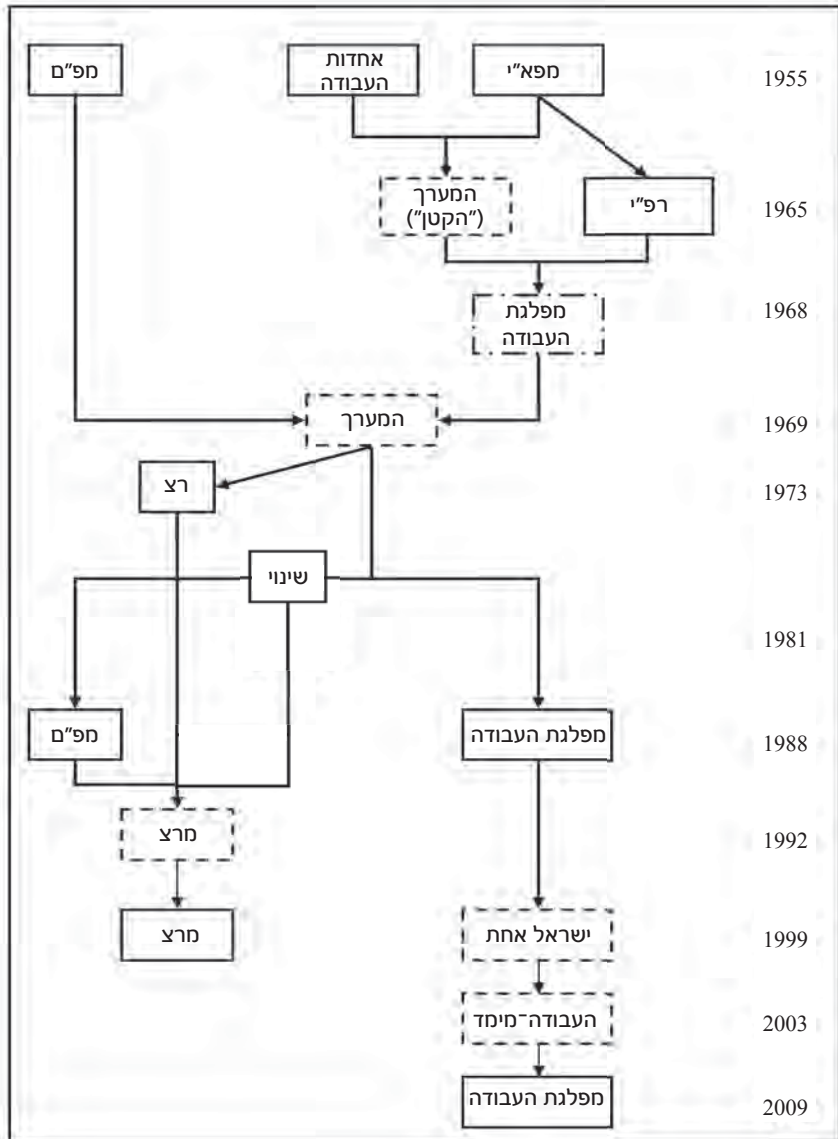 מפ"ם
אחדות
העבודה
מפא"י
1955
המערך
("הקטן")
רפ"י
1965
מפלגת
העבודה
1968
המערך
1969
רצ
1973
שינוי
1981
מפ"ם
מפלגת העבודה
1988
מרצ
1992
מרצ
ישראל אחת
1999
העבודה־מימד
2003
מפלגת העבודה
2009